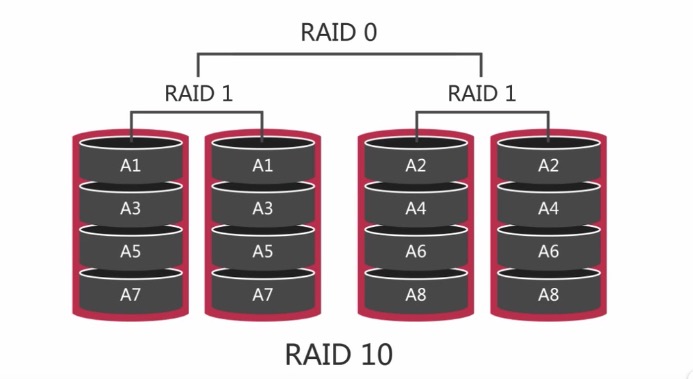 RAID 0
RAID 1 RAID 1
A1 A1 A2 A2
A3 A3 A4 A4
A5 A5 A6 A6
A7 A7 A8 A8
RAID 10